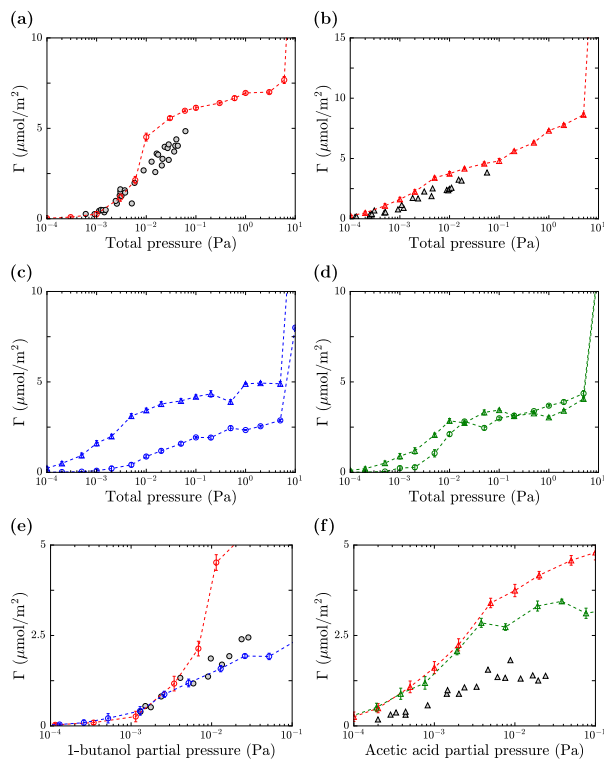 (a) (b)
10 15
Γ (μmol/m²) Γ (μmol/m²)
5 10
5
0 0
10⁻⁴ 10⁻³ 10⁻² 10⁻¹ 10⁰ 10¹ 10⁻⁴ 10⁻³ 10⁻² 10⁻¹ 10⁰ 10¹
Total pressure (Pa) Total pressure (Pa)
(c) (d)
10 10
Γ (μmol/m²) Γ (μmol/m²)
5 5
0 0
10⁻⁴ 10⁻³ 10⁻² 10⁻¹ 10⁰ 10¹ 10⁻⁴ 10⁻³ 10⁻² 10⁻¹ 10⁰ 10¹
Total pressure (Pa) Total pressure (Pa)
(e) (f)
5 5
Γ (μmol/m²) Γ (μmol/m²)
2.5 2.5
0 0
10⁻⁴ 10⁻³ 10⁻² 10⁻¹ 10⁻⁴ 10⁻³ 10⁻² 10⁻¹
1-butanol partial pressure (Pa) Acetic acid partial pressure (Pa)